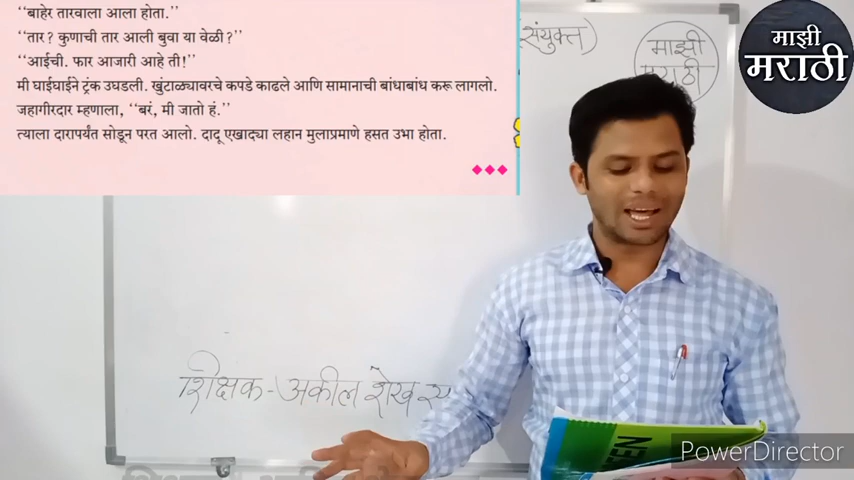 ‘‘बाहेर तारवाला आला होता.’’
‘‘तार? कुणाची तार आली बुवा या वेळी?’’
‘‘आईची. फार आजारी आहे ती!’’
मी घाईघाईने ट्रंक उघडली. खुंटाळ्यावरचे कपडे काढले आणि सामानाची बांधाबांध करू लागलो.
जहागीरदार म्हणाला, ‘‘बरं, मी जातो हं.’’
त्याला दारापर्यंत सोडून परत आलो. दादू एखाद्या लहान मुलाप्रमाणे हसत उभा होता.
(संयुक्त)
माझी
मराठी
माझी
मराठी
शिक्षक - अकील शेख
PowerDirector